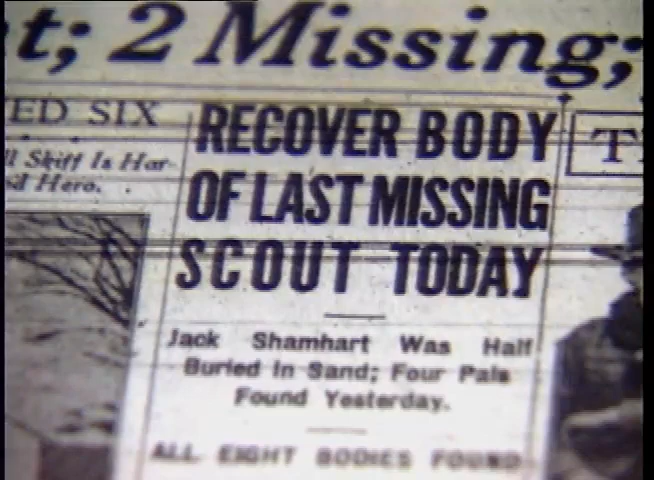 t; 2 Missing;
ED SIX
ll Skiff Is Har-
Hero.
RECOVER BODY
OF LAST MISSING
SCOUT TODAY
Jack Shamhart Was Half
Buried in Sand; Four Pals
Found Yesterday.
ALL EIGHT BODIES FOUND
T